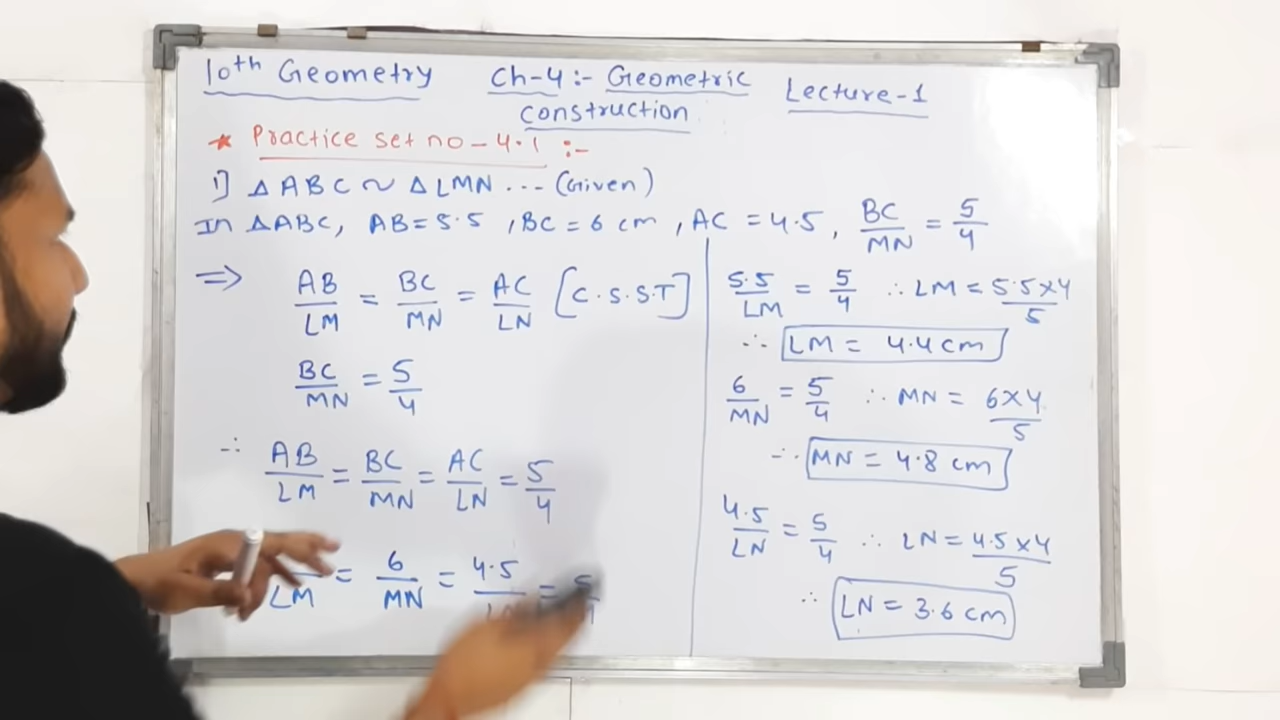 10th Geometry Ch-4:- Geometric Lecture-1
construction
* Practice set no-4.1 :-
1] △ABC ~ △LMN ... (Given)
In △ABC, AB=5.5, BC=6 cm, AC=4.5, BC/MN = 5/4
⇒ AB/LM = BC/MN = AC/LN [C.S.S.T]
BC/MN = 5/4
∴ AB/LM = BC/MN = AC/LN = 5/4
LM = 6/MN = 4.5/ =
5.5/LM = 5/4 ∴ LM = 5.5×4/5
∴ LM = 4.4cm
6/MN = 5/4 ∴ MN = 6×4/5
∴ MN = 4.8 cm
4.5/LN = 5/4 ∴ LN = 4.5×4/5
∴ LN = 3.6 cm